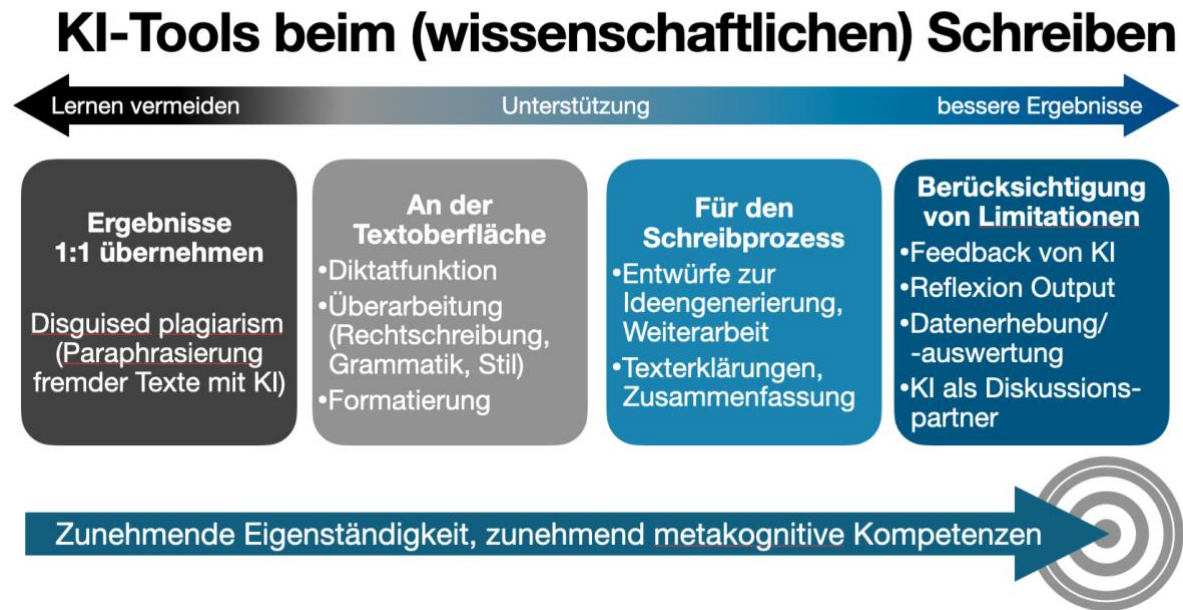 KI-Tools beim (wissenschaftlichen) Schreiben
Lernen vermeiden
Unterstützung
bessere Ergebnisse
Ergebnisse
1:1 übernehmen
Disguised plagiarism
(Paraphrasierung
fremder Texte mit KI)
An der
Textoberfläche
•Diktatfunktion
•Überarbeitung
(Rechtschreibung,
Grammatik, Stil)
•Formatierung
Für den
Schreibprozess
•Entwürfe zur
Ideengenerierung,
Weiterarbeit
•Texterklärungen,
Zusammenfassung
Berücksichtigung
von Limitationen
•Feedback von KI
•Reflexion Output
•Datenerhebung/
-auswertung
•KI als Diskussions-
partner
Zunehmende Eigenständigkeit, zunehmend metakognitive Kompetenzen